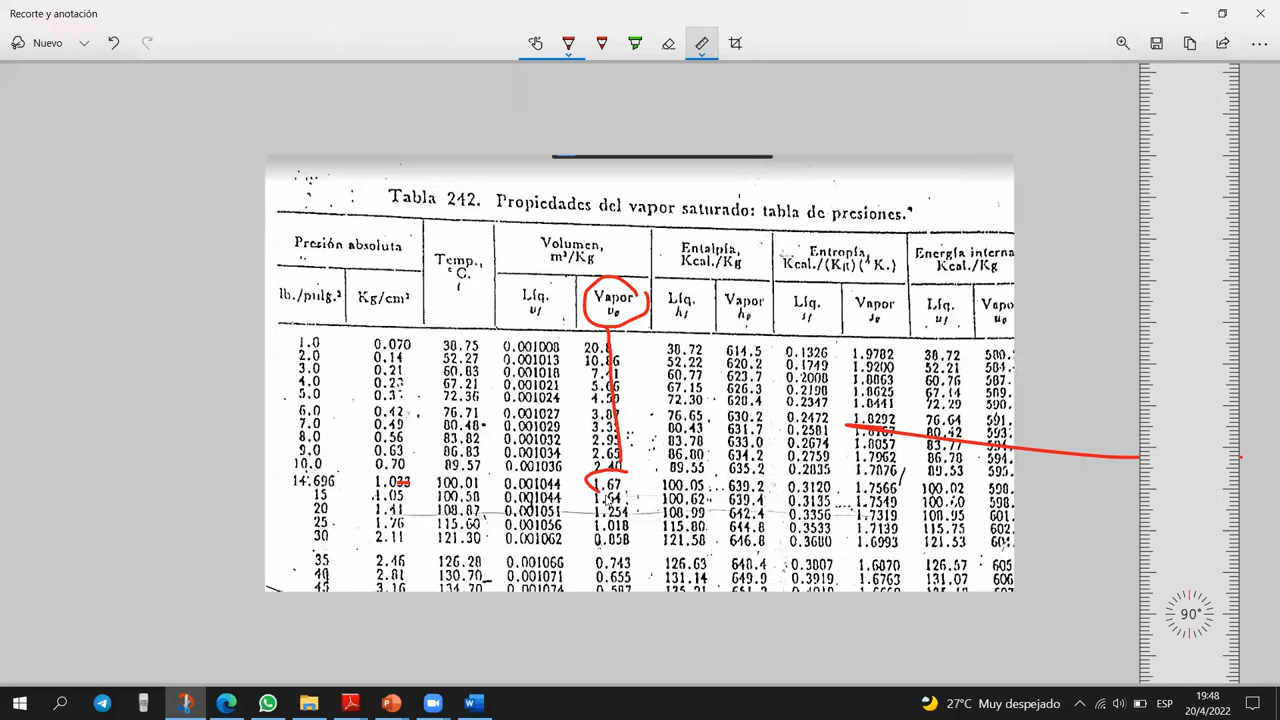 Recorte y anotación
Nuevo
Tabla 242. Propiedades del vapor saturado: tabla de presiones.*
Presión absoluta Temp., °C. t Volumen, m³/Kg Entalpía, Kcal./Kg Entropía, Kcal./(Kg)(°K.) Energía interna Kcal./Kg
lb./pulg.² Kg/cm² Líq. Vapor Líq. Vapor Líq. Vapor Líq.
1.0 0.070 38.75 0.001008 38.72 614.5 0.1326 1.9782 38.72
2.0 0.14 52.27 0.001013 52.22 620.2 0.1749 1.9200 52.21
3.0 0.21 60.83 0.001018 60.77 623.7 0.2008 1.8863 60.76
4.0 67.21 0.001021 67.15 626.3 0.2198 1.8625 67.14
5.0 72.36 0.001024 72.30 628.4 0.2347 1.8441 72.29
6.0 0.42 76.71 0.001027 76.65 630.2 0.2472 1.8292 76.64
7.0 0.49 80.48 0.001029 80.43 631.7 0.2581 80.42
8.0 0.56 83.82 0.001032 83.78 633.0 0.2674 1.8057 83.77
9.0 0.63 86.83 0.001034 86.80 634.2 0.2759 1.7962 86.78
10.0 0.70 89.57 0.001036 2.40 89.55 635.2 0.2835 1.7876 89.53
14.696 100.01 0.001044 1.67 100.05 639.2 0.3120 1.7566 100.02
15 1.05 100.58 0.001044 100.62 639.4 0.3135 1.7549
20 1.41 108.87 0.001051 1.254 108.99 642.4 0.3356 1.7319 108.95
25 1.76 115.60 0.001056 1.018 115.80 644.8 0.3533 1.7139 115.75
30 2.11 121.30 0.001062 0.858 121.58 646.8 0.3680 1.6993 121.53
35 2.46 126.28 0.001066 0.743 126.63 648.4 0.3807 1.6870 126.57 605
40 2.81 130.70 0.001071 0.655 131.14 649.9 0.3919 1.6763 131.07 606
90°
27°C Muy despejado
ESP
19:48
20/4/2022